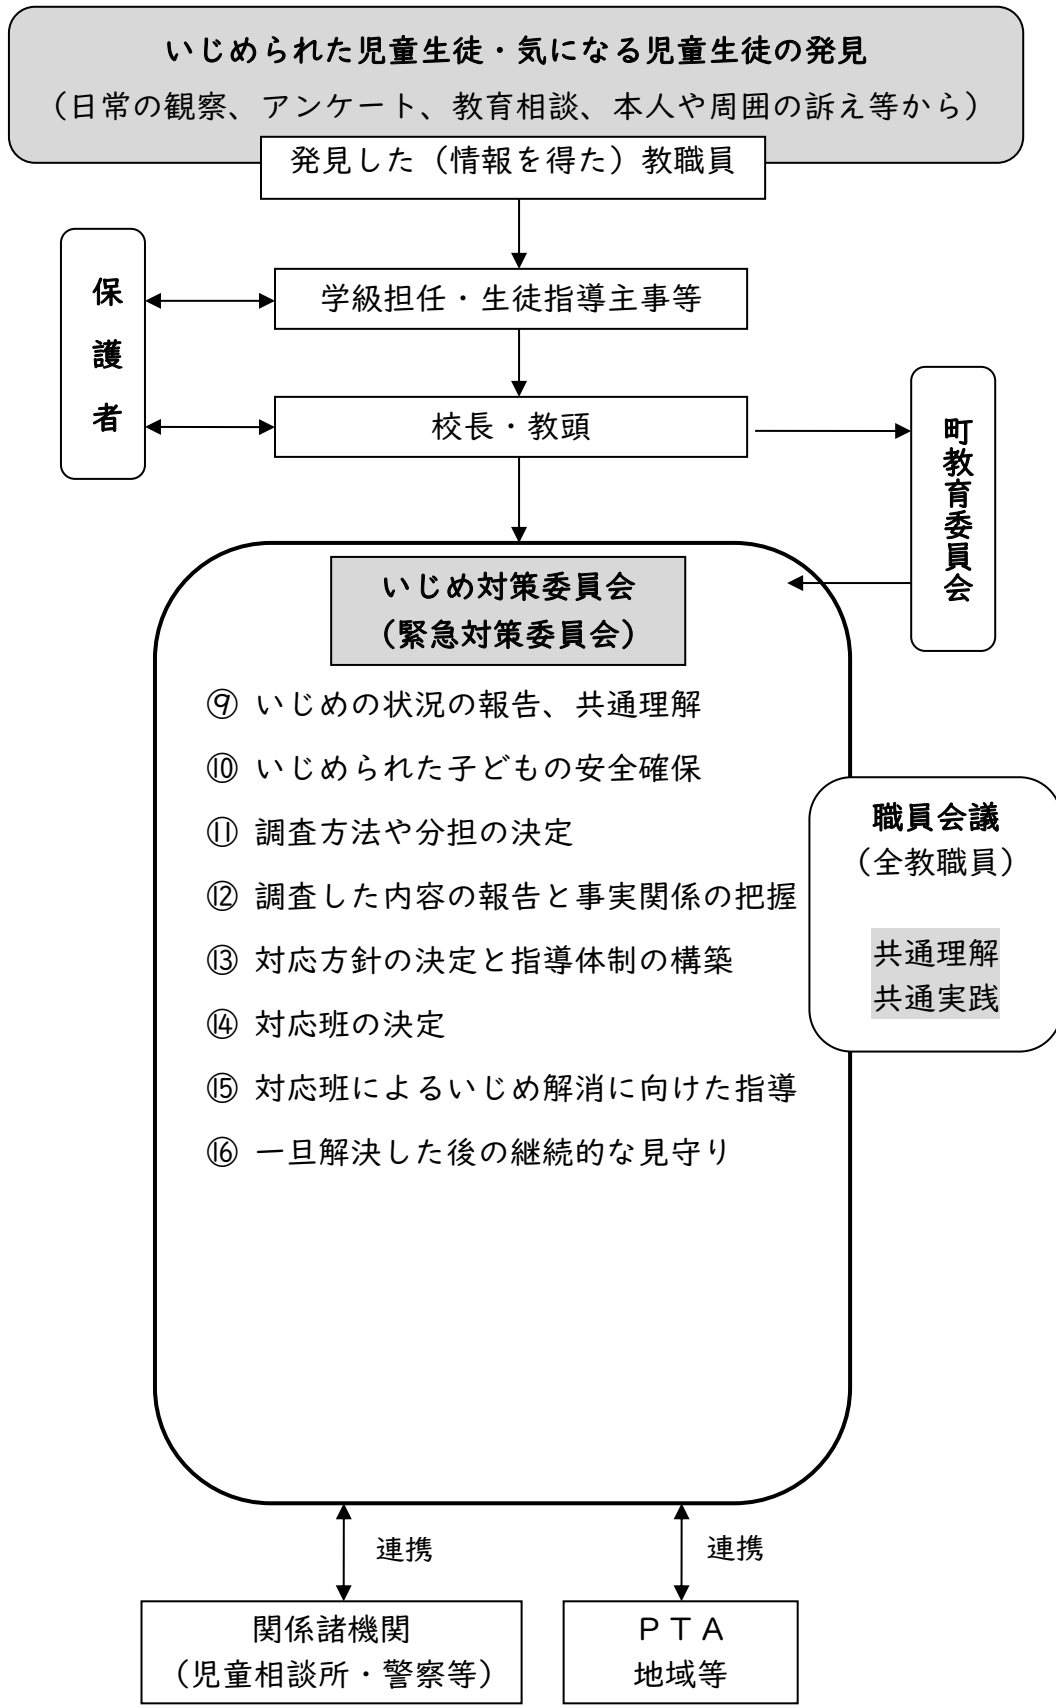 いじめられた児童生徒・気になる児童生徒の発見
（日常の観察、アンケート、教育相談、本人や周囲の訴え等から）
発見した（情報を得た）教職員
保護者
学級担任・生徒指導主事等
校長・教頭
町教育委員会
いじめ対策委員会
（緊急対策委員会）
⑨ いじめの状況の報告、共通理解
⑩ いじめられた子どもの安全確保
⑪ 調査方法や分担の決定
⑫ 調査した内容の報告と事実関係の把握
⑬ 対応方針の決定と指導体制の構築
⑭ 対応班の決定
⑮ 対応班によるいじめ解消に向けた指導
⑯ 一旦解決した後の継続的な見守り
職員会議
（全教職員）
共通理解
共通実践
連携
連携
関係諸機関
（児童相談所・警察等）
ＰＴＡ
地域等